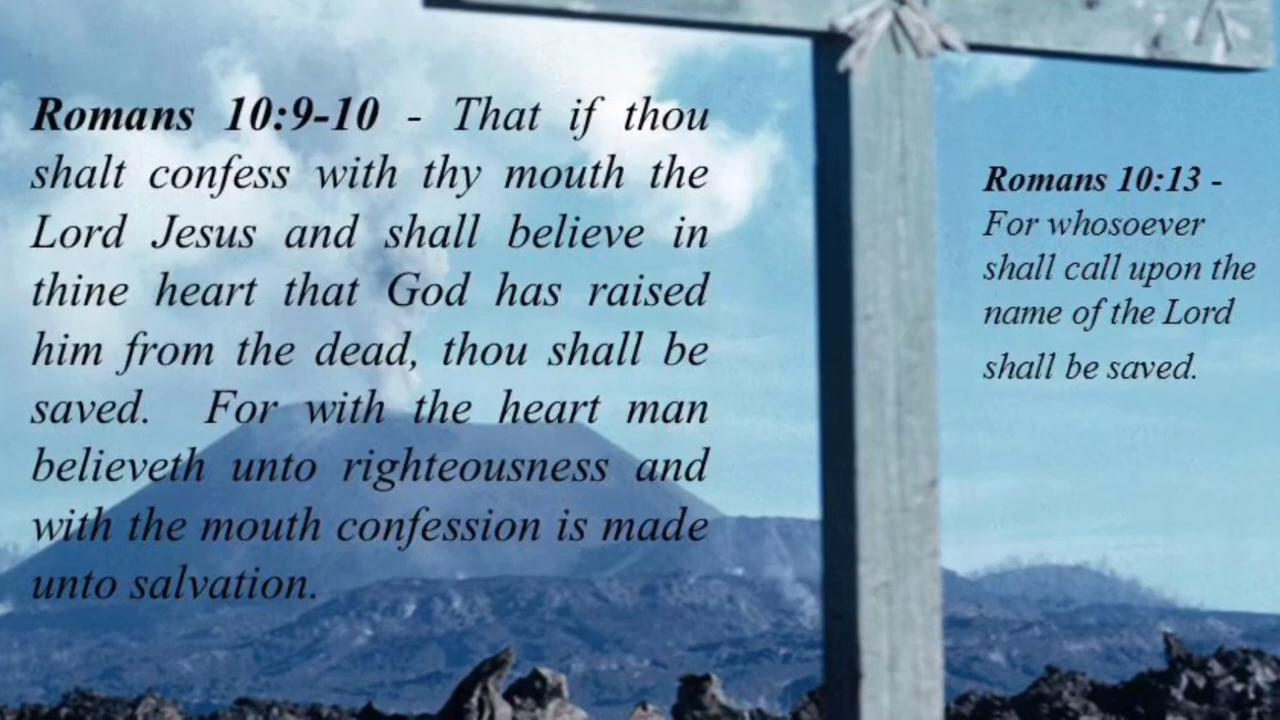 Romans 10:9-10 - That if thou
shalt confess with thy mouth the
Lord Jesus and shall believe in
thine heart that God has raised
him from the dead, thou shall be
saved. For with the heart man
believeth unto righteousness and
with the mouth confession is made
unto salvation.
Romans 10:13 -
For whosoever
shall call upon the
name of the Lord
shall be saved.